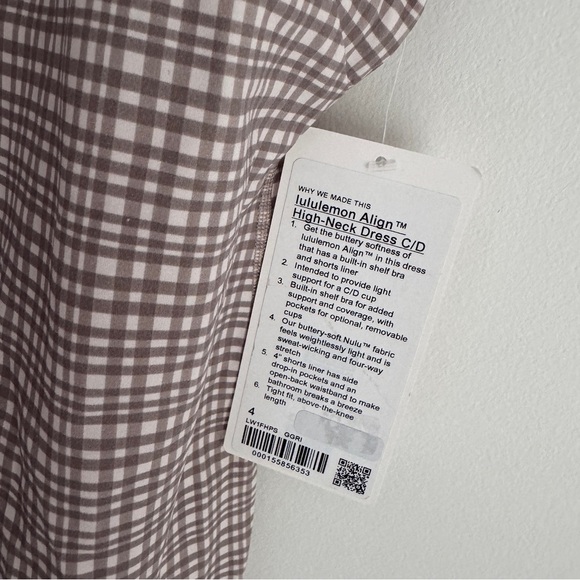 WHY WE MADE THIS
lululemon Align™
High-Neck Dress C/D
1. Get the buttery softness of
lululemon Align™ in this dress
that has a built-in shelf bra
and shorts liner
2. Intended to provide light
support for a C/D cup
3. Built-in shelf bra for added
support and coverage, with
pockets for optional, removable
cups
4. Our buttery-soft Nulu™ fabric
feels weightlessly light and is
sweat-wicking and four-way
stretch
5. 4" shorts liner has side
drop-in pockets and an
open-back waistband to make
bathroom breaks a breeze
6. Tight fit, above-the-knee
length
4
LW1FHPS GGRI
000155856353